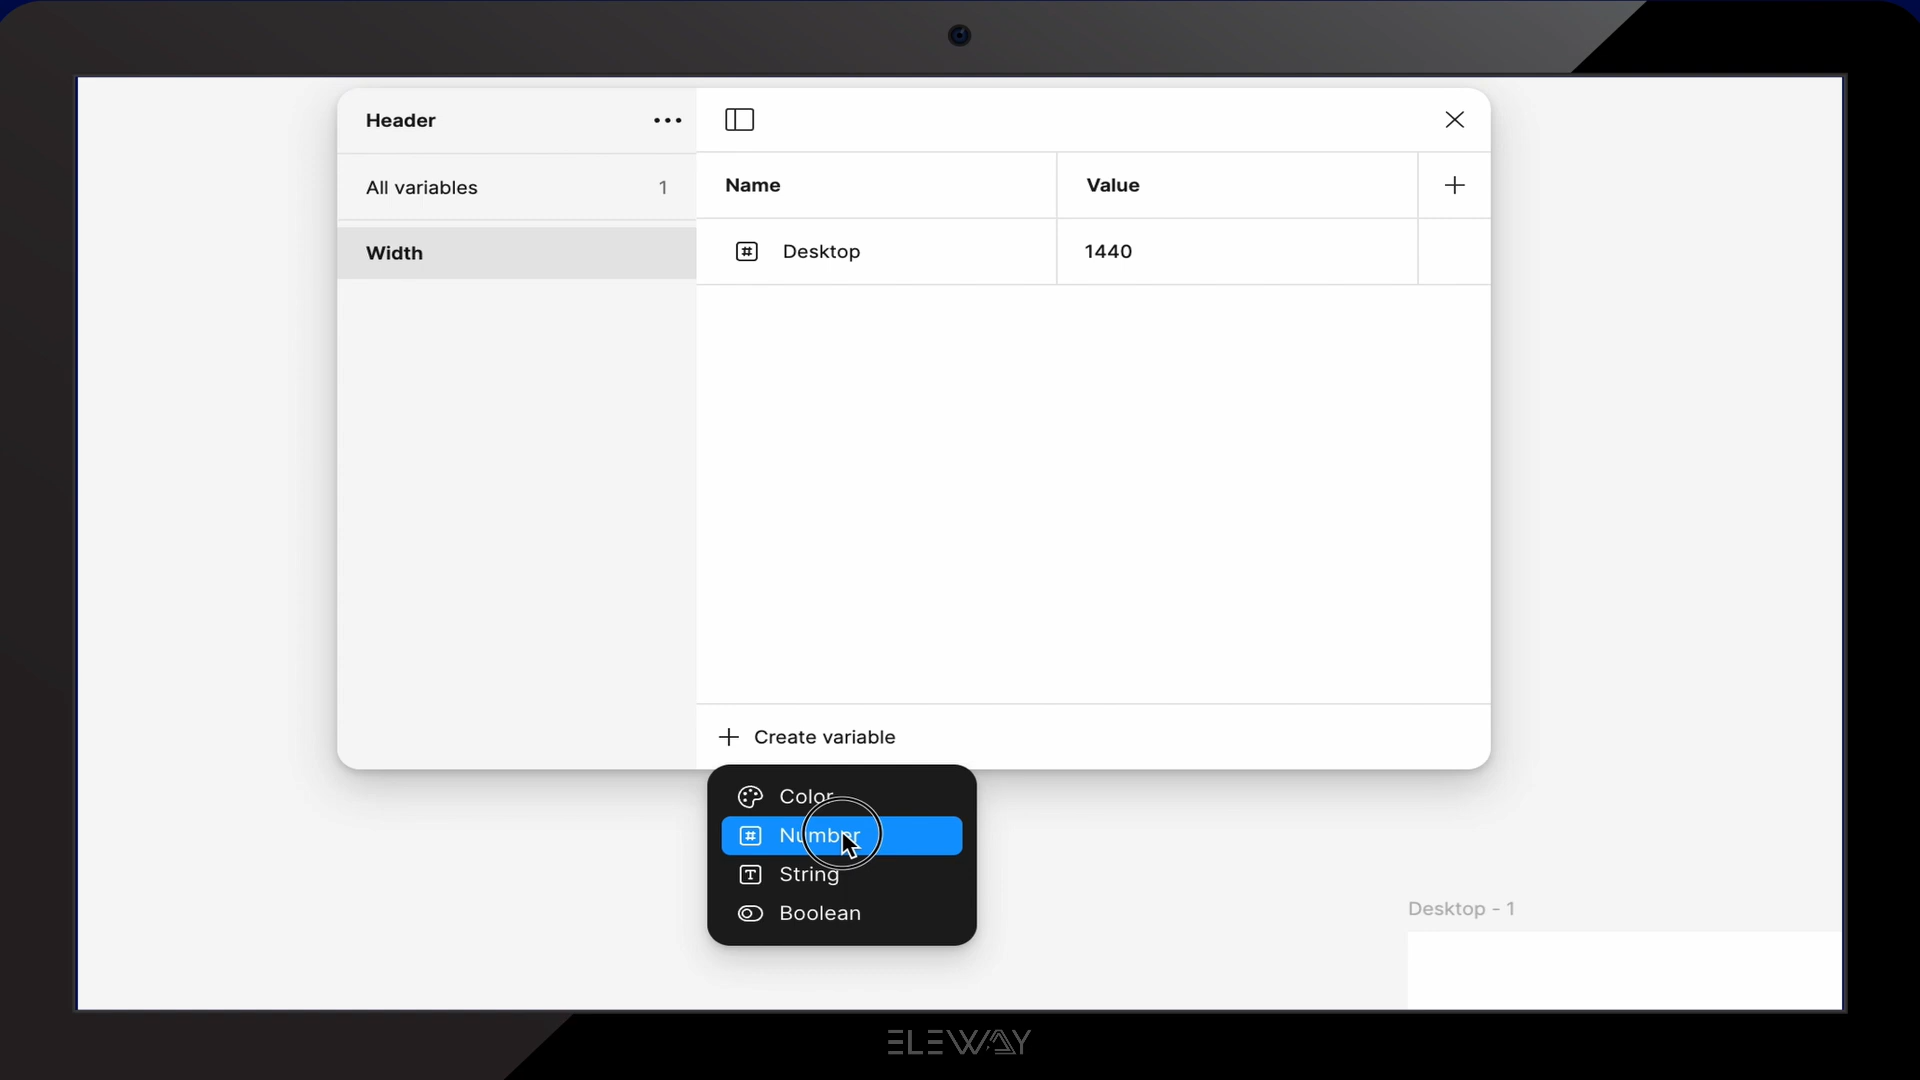 Header
All variables 1
Width
Name Value
Desktop 1440
Create variable
Color
Number
String
Boolean
Desktop - 1
ELEWAY